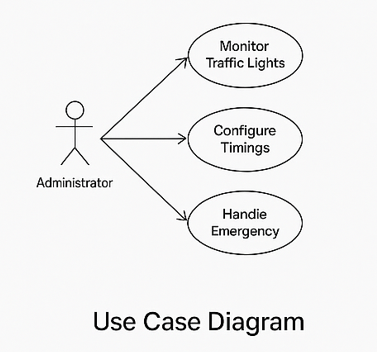 Monitor
Traffic Lights
Configure
Timings
Administrator
Handie
Emergency
Use Case Diagram